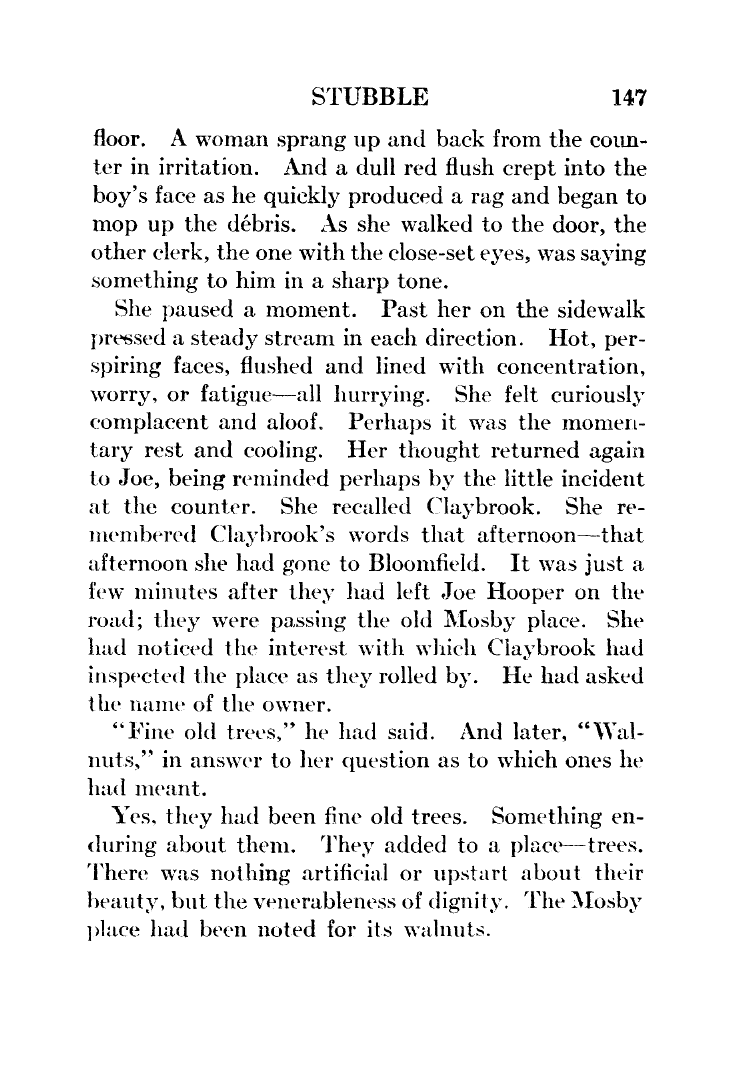 STUBBLE 147
floor. A woman sprang up and back from the coun-
ter in irritation. And a dull red flush crept into the
boy's face as he quickly produced a rag and began to
mop up the débris. As she walked to the door, the
other clerk, the one with the close-set eyes, was saying
something to him in a sharp tone.
She paused a moment. Past her on the sidewalk
pressed a steady stream in each direction. Hot, per-
spiring faces, flushed and lined with concentration,
worry, or fatigue—all hurrying. She felt curiously
complacent and aloof. Perhaps it was the momen-
tary rest and cooling. Her thought returned again
to Joe, being reminded perhaps by the little incident
at the counter. She recalled Claybrook. She re-
membered Claybrook's words that afternoon—that
afternoon she had gone to Bloomfield. It was just a
few minutes after they had left Joe Hooper on the
road; they were passing the old Mosby place. She
had noticed the interest with which Claybrook had
inspected the place as they rolled by. He had asked
the name of the owner.
"Fine old trees," he had said. And later, "Wal-
nuts," in answer to her question as to which ones he
had meant.
Yes, they had been fine old trees. Something en-
during about them. They added to a place—trees.
There was nothing artificial or upstart about their
beauty, but the venerableness of dignity. The Mosby
place had been noted for its walnuts.